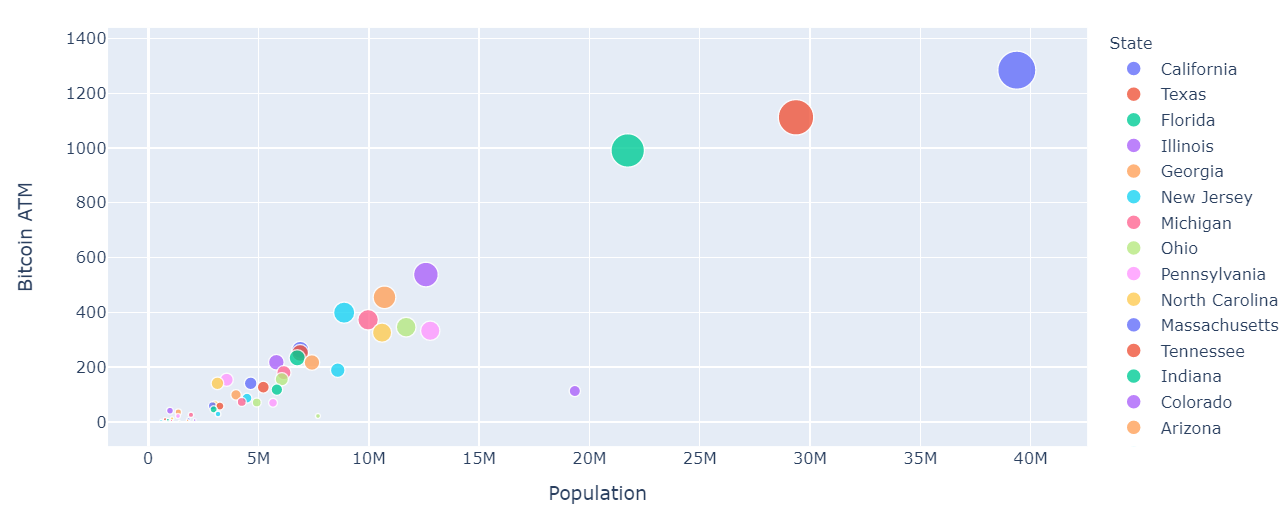 1400
1200
1000
800
600
400
200
0
Bitcoin ATM
0 5M 10M 15M 20M 25M 30M 35M 40M
Population
State
California
Texas
Florida
Illinois
Georgia
New Jersey
Michigan
Ohio
Pennsylvania
North Carolina
Massachusetts
Tennessee
Indiana
Colorado
Arizona